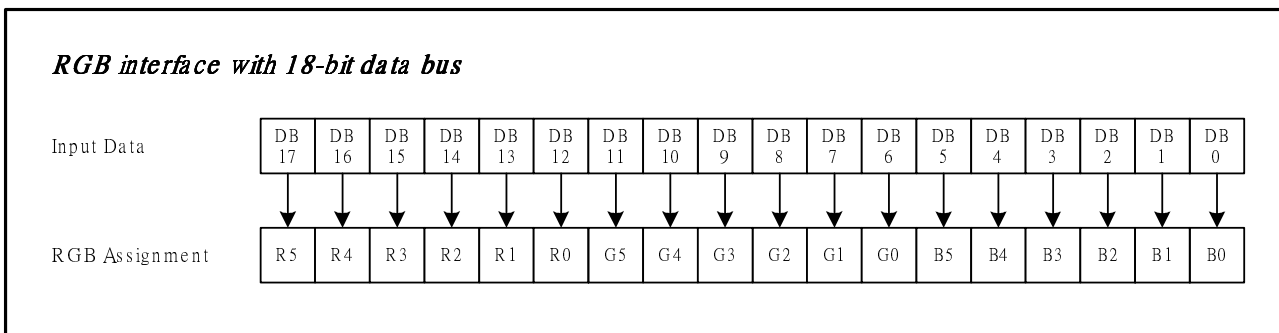 RGB interface with 18-bit data bus
Input Data DB 17 DB 16 DB 15 DB 14 DB 13 DB 12 DB 11 DB 10 DB 9 DB 8 DB 7 DB 6 DB 5 DB 4 DB 3 DB 2 DB 1 DB 0
RGB Assignment R5 R4 R3 R2 R1 R0 G5 G4 G3 G2 G1 G0 B5 B4 B3 B2 B1 B0